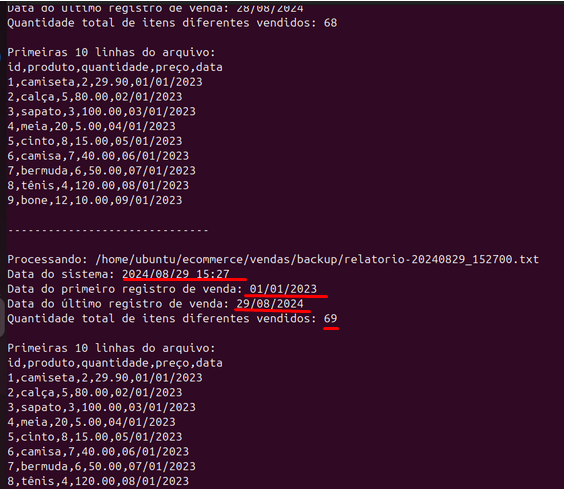 Data do último registro de venda: 28/08/2024
Quantidade total de itens diferentes vendidos: 68
Primeiras 10 linhas do arquivo:
id,produto,quantidade,preço,data
1,camiseta,2,29.90,01/01/2023
2,calça,5,80.00,02/01/2023
3,sapato,3,100.00,03/01/2023
4,meia,20,5.00,04/01/2023
5,cinto,8,15.00,05/01/2023
6,camisa,7,40.00,06/01/2023
7,bermuda,6,50.00,07/01/2023
8,tênis,4,120.00,08/01/2023
9,bone,12,10.00,09/01/2023
------------------------------
Processando: /home/ubuntu/ecommerce/vendas/backup/relatorio-20240829_152700.txt
Data do sistema: 2024/08/29 15:27
Data do primeiro registro de venda: 01/01/2023
Data do último registro de venda: 29/08/2024
Quantidade total de itens diferentes vendidos: 69
Primeiras 10 linhas do arquivo:
id,produto,quantidade,preço,data
1,camiseta,2,29.90,01/01/2023
2,calça,5,80.00,02/01/2023
3,sapato,3,100.00,03/01/2023
4,meia,20,5.00,04/01/2023
5,cinto,8,15.00,05/01/2023
6,camisa,7,40.00,06/01/2023
7,bermuda,6,50.00,07/01/2023
8,tênis,4,120.00,08/01/2023